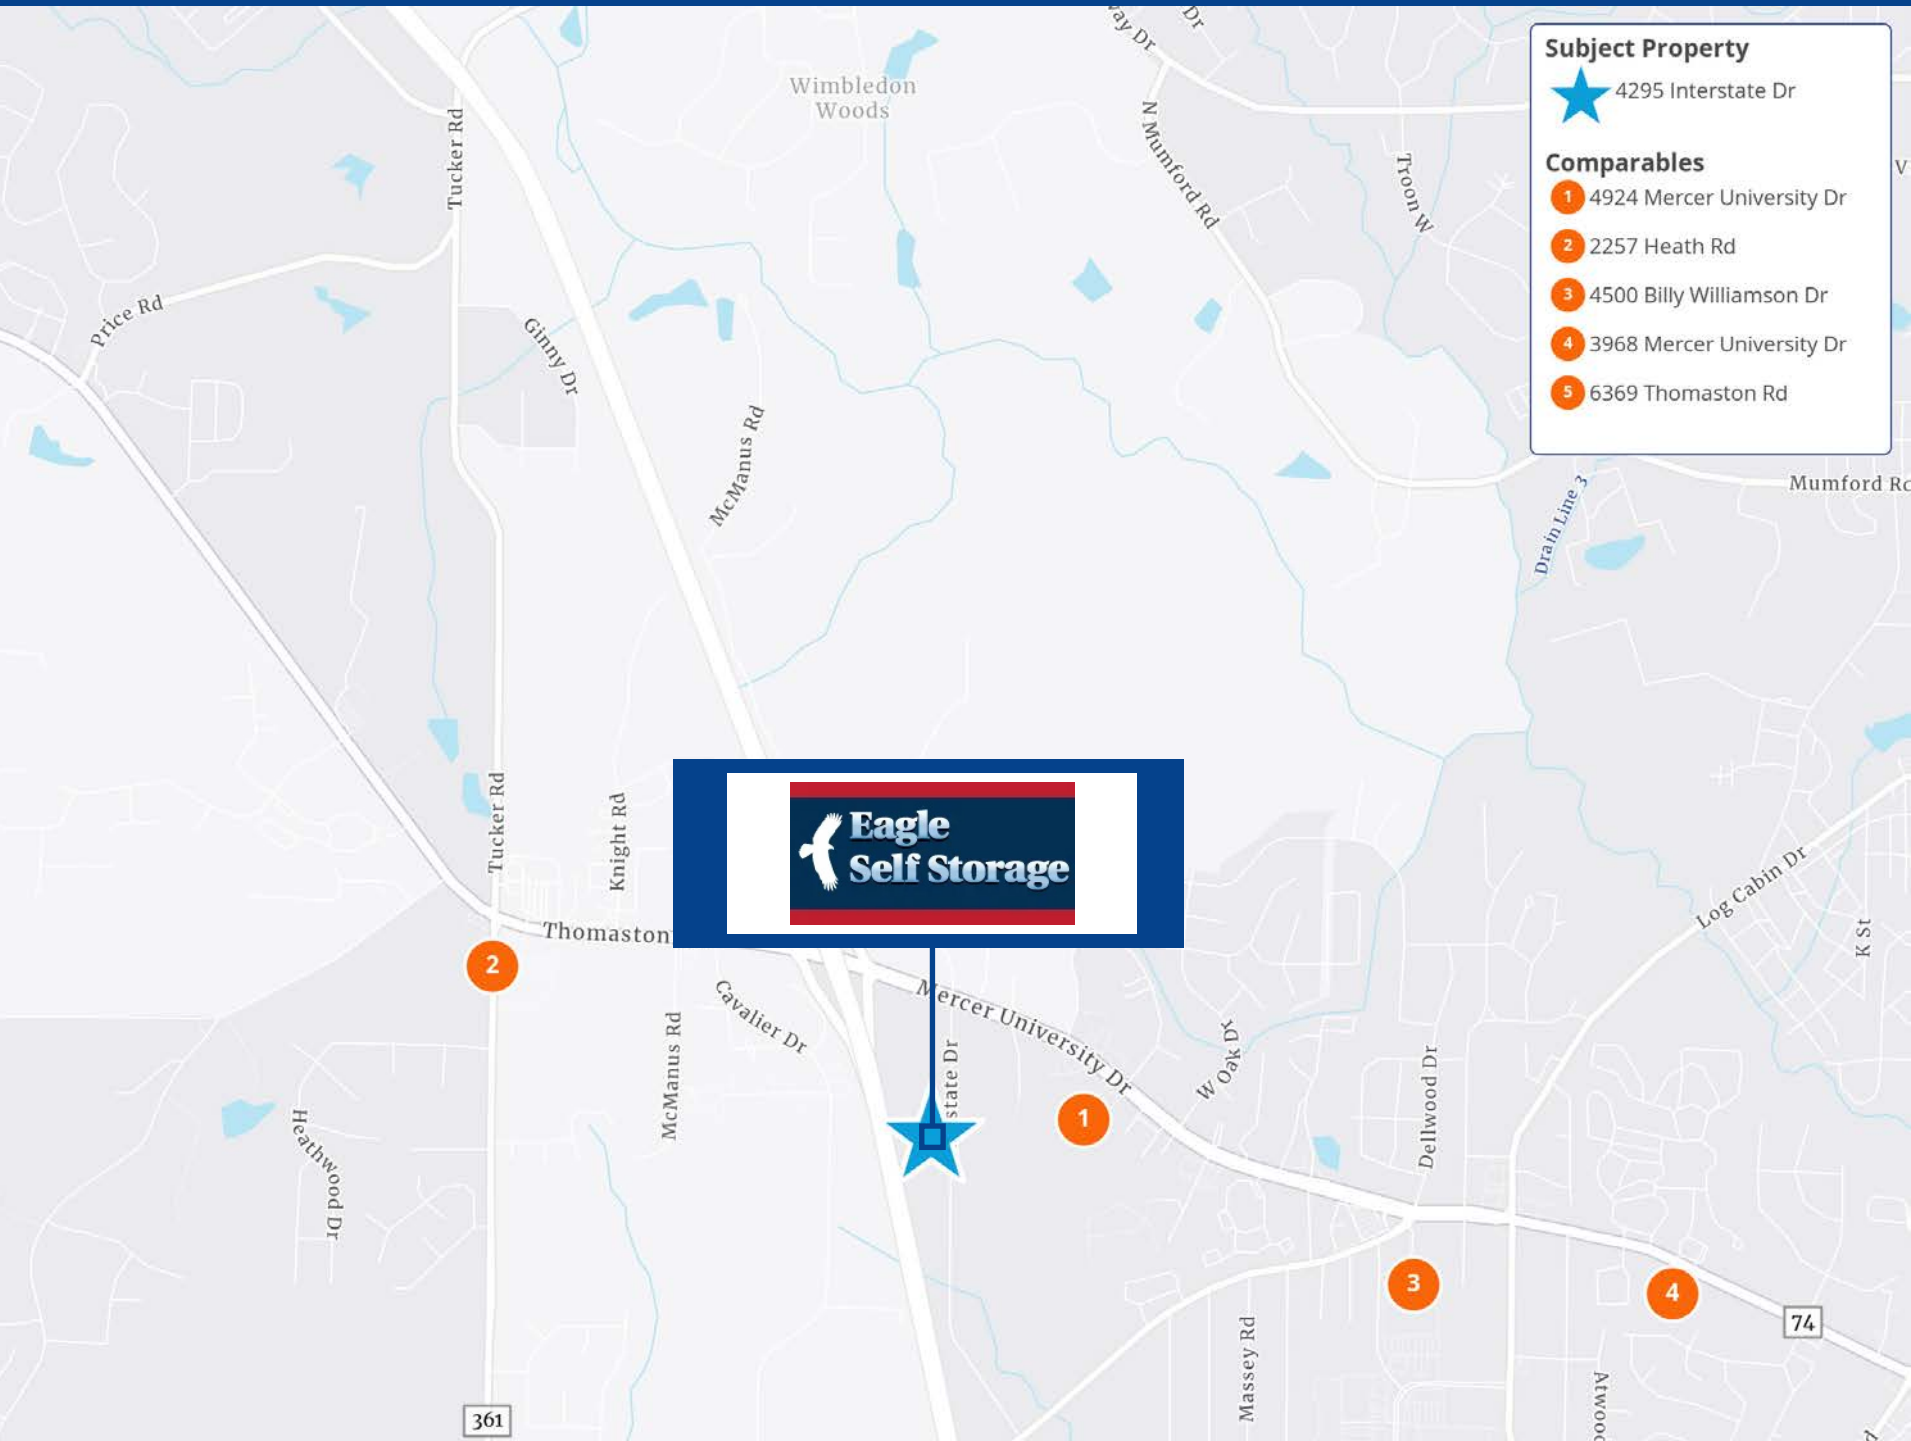 Subject Property
4295 Interstate Dr
Comparables
1 4924 Mercer University Dr
2 2257 Heath Rd
3 4500 Billy Williamson Dr
4 3968 Mercer University Dr
5 6369 Thomaston Rd
way Dr
Dr
Wimbledon
Woods
Tucker Rd
N Mumford Rd
Troon W
V
Price Rd
Ginny Dr
McManus Rd
Mumford Rd
Drain Line 3
Tucker Rd
Knight Rd
Eagle
Self Storage
Log Cabin Dr
K St
Thomaston
2
Mercer University Dr
Cavalier Dr
McManus Rd
state Dr
W Oak Dr
Dellwood Dr
1
Heathwood Dr
3
4
74
Massey Rd
Atwood
361
d